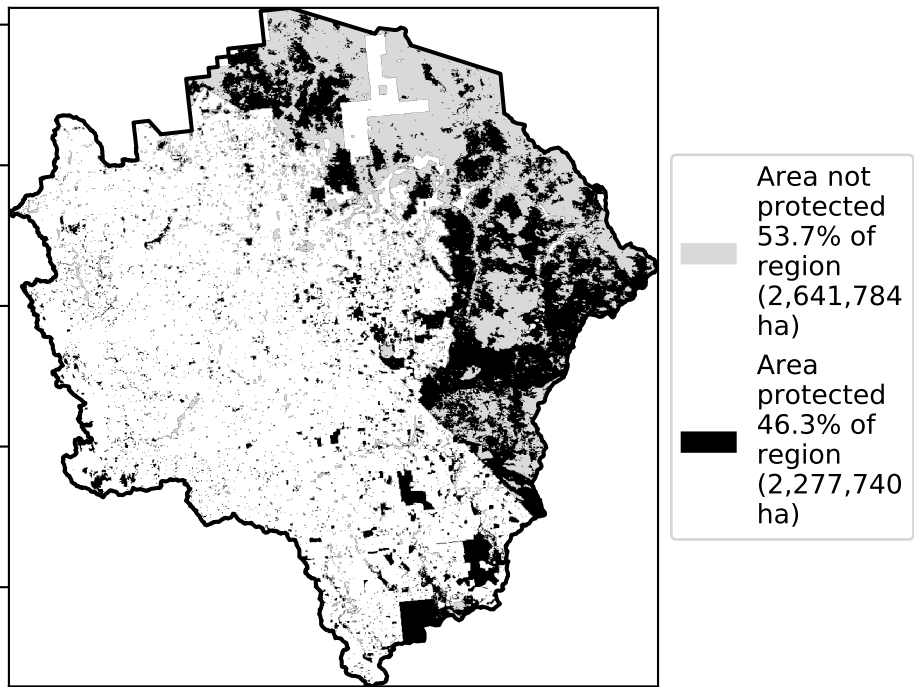 Area not
protected
53.7% of
region
(2,641,784
ha)
Area
protected
46.3% of
region
(2,277,740
ha)